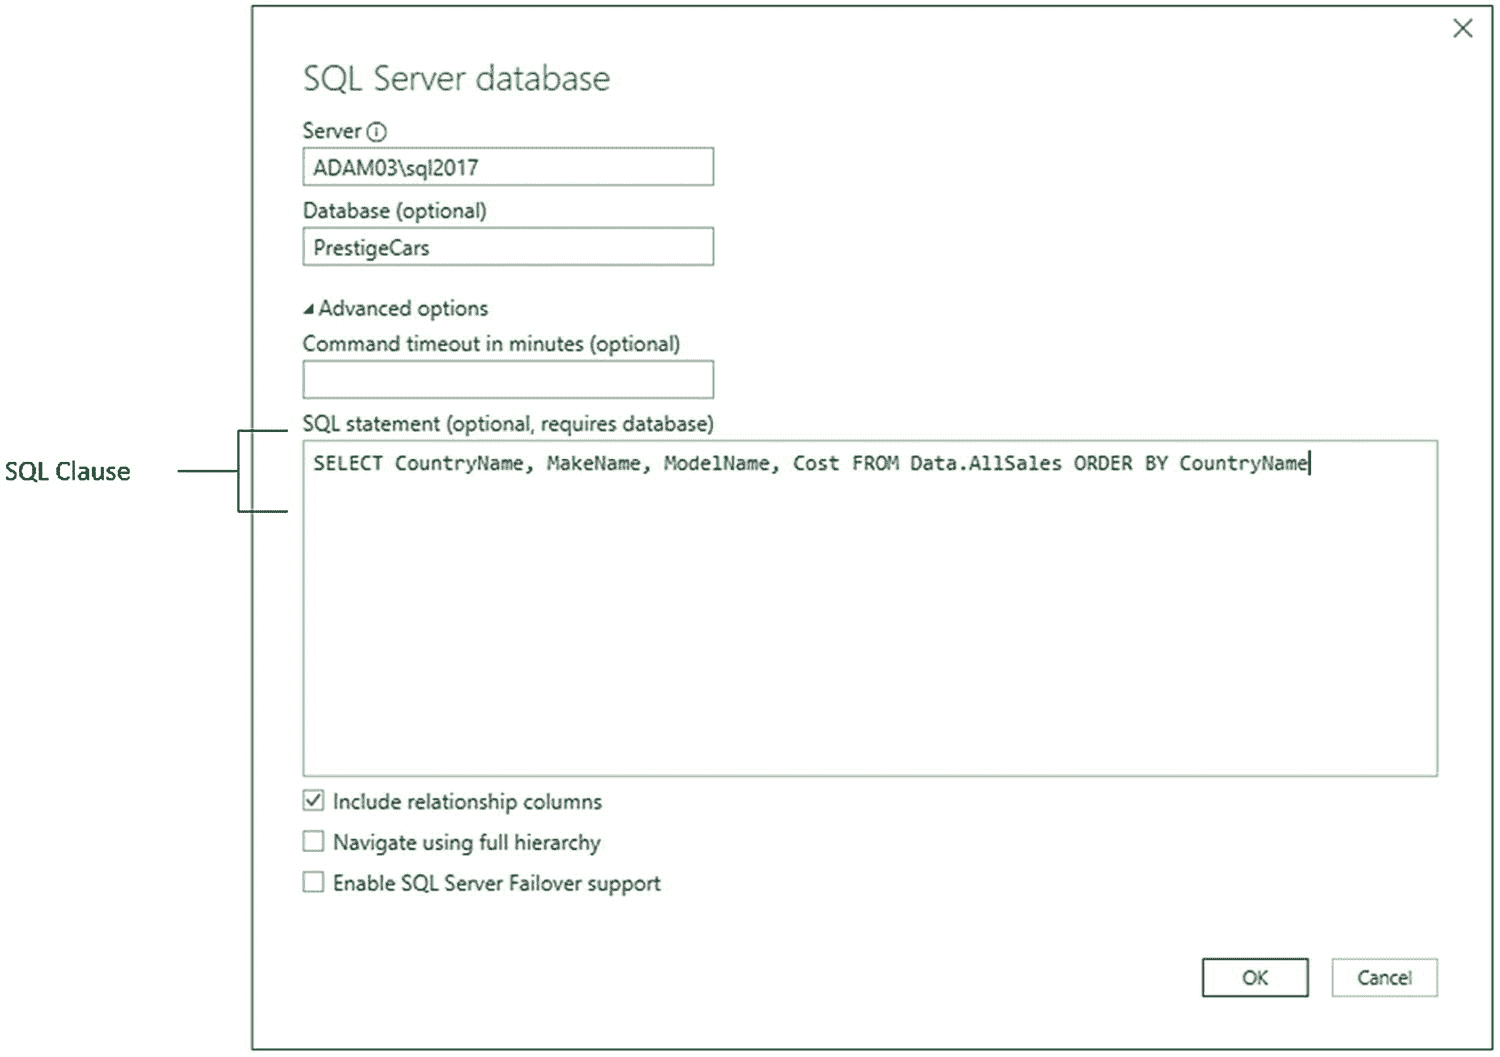 SQL Server database
Server
ADAM03\sql2017
Database (optional)
PrestigeCars
Advanced options
Command timeout in minutes (optional)
SQL statement (optional, requires database)
SQL Clause
SELECT CountryName, MakeName, ModelName, Cost FROM Data.AllSales ORDER BY CountryName
Include relationship columns
Navigate using full hierarchy
Enable SQL Server Failover support
OK
Cancel